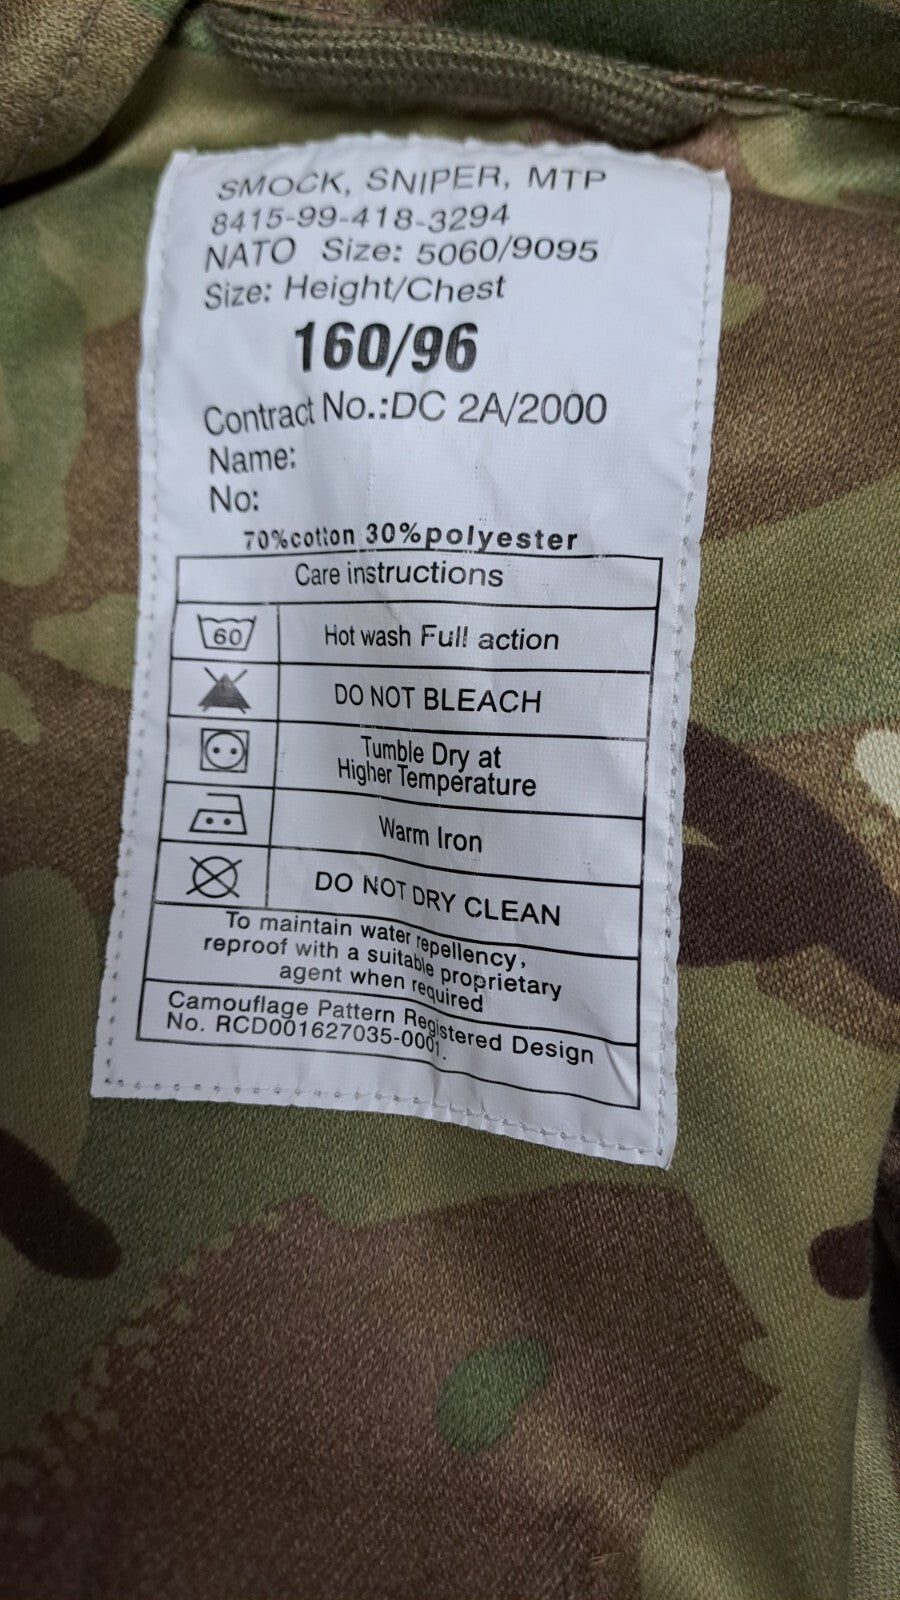 SMOCK, SNIPER, MTP
8415-99-418-3294
NATO Size: 5060/9095
Size: Height/Chest
160/96
Contract No.:DC 2A/2000
Name:
No:
70%cotton 30%polyester
Care instructions
60 Hot wash Full action
DO NOT BLEACH
Tumble Dry at
Higher Temperature
Warm Iron
DO NOT DRY CLEAN
To maintain water repellency,
reproof with a suitable proprietary
agent when required
Camouflage Pattern Registered Design
No. RCD001627035-0001.